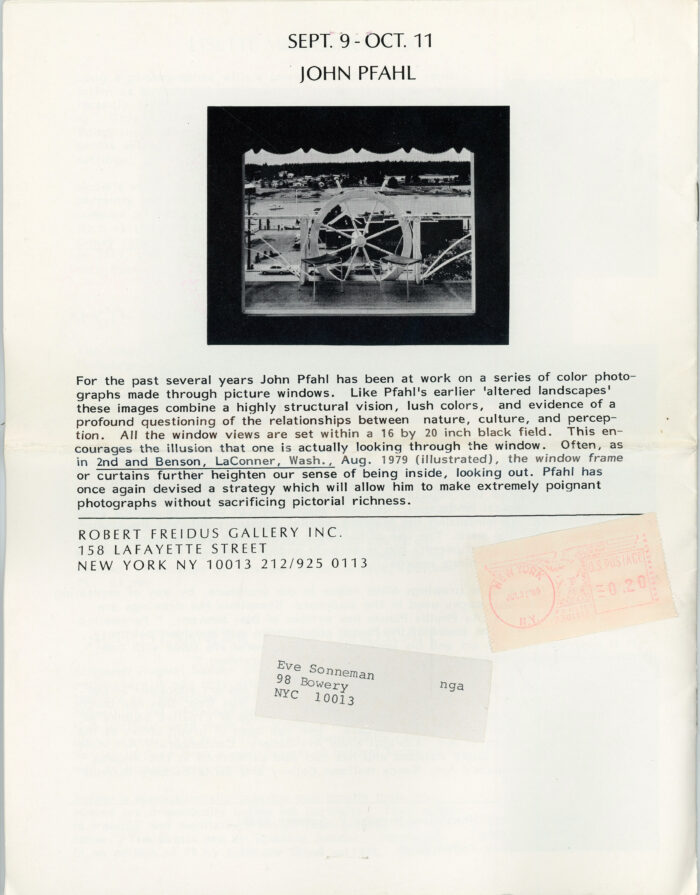 SEPT. 9 - OCT. 11
JOHN PFAHL
For the past several years John Pfahl has been at work on a series of color photo-
graphs made through picture windows. Like Pfahl's earlier 'altered landscapes'
these images combine a highly structural vision, lush colors, and evidence of a
profound questioning of the relationships between nature, culture, and percep-
tion. All the window views are set within a 16 by 20 inch black field. This en-
courages the illusion that one is actually looking through the window. Often, as
in 2nd and Benson, LaConner, Wash., Aug. 1979 (illustrated), the window frame
or curtains further heighten our sense of being inside, looking out. Pfahl has
once again devised a strategy which will allow him to make extremely poignant
photographs without sacrificing pictorial richness.
ROBERT FREIDUS GALLERY INC.
158 LAFAYETTE STREET
NEW YORK NY 10013 212/925 0113
NEW YORK
N.Y.
U.S. POSTAGE
0.20
Eve Sonneman
98 Bowery nga
NYC 10013